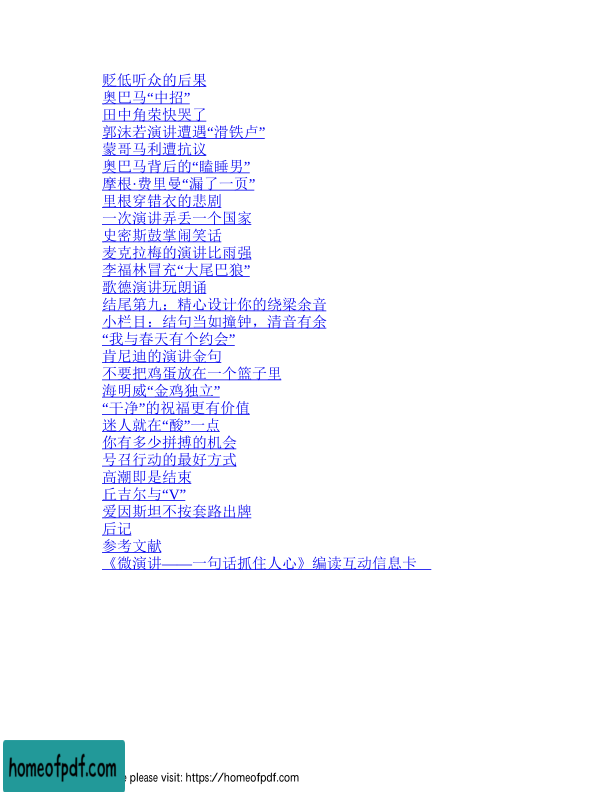 贬低听众的后果
奥巴马“中招”
田中角荣快哭了
郭沫若演讲遭遇“滑铁卢”
蒙哥马利遭抗议
奥巴马背后的“瞌睡男”
摩根·费里曼“漏了一页”
里根穿错衣的悲剧
一次演讲弄丢一个国家
史密斯鼓掌闹笑话
麦克拉梅的演讲比雨强
李福林冒充“大尾巴狼”
歌德演讲玩朗诵
结尾第九：精心设计你的绕梁余音
小栏目：结句当如撞钟，清音有余
“我与春天有个约会”
肯尼迪的演讲金句
不要把鸡蛋放在一个篮子里
海明威“金鸡独立”
“干净”的祝福更有价值
迷人就在“酸”一点
你有多少拼搏的机会
号召行动的最好方式
高潮即是结束
丘吉尔与“V”
爱因斯坦不按套路出牌
后记
参考文献
《微演讲——一句话抓住人心》编读互动信息卡
homeofpdf.com
e please visit: https://homeofpdf.com